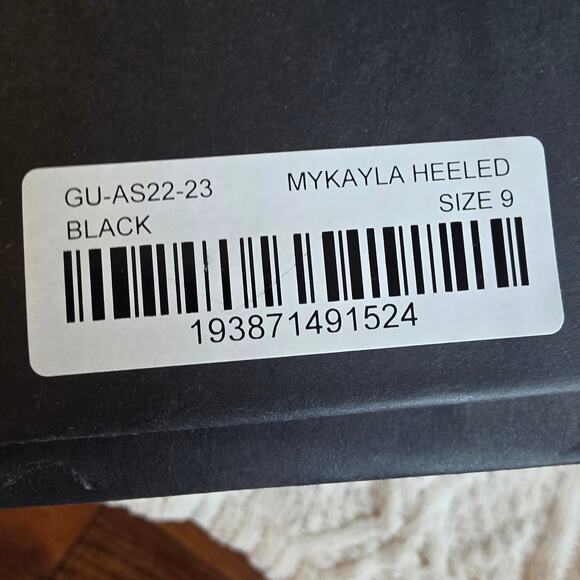 GU-AS22-23 MYKAYLA HEELED
BLACK SIZE 9
193871491524